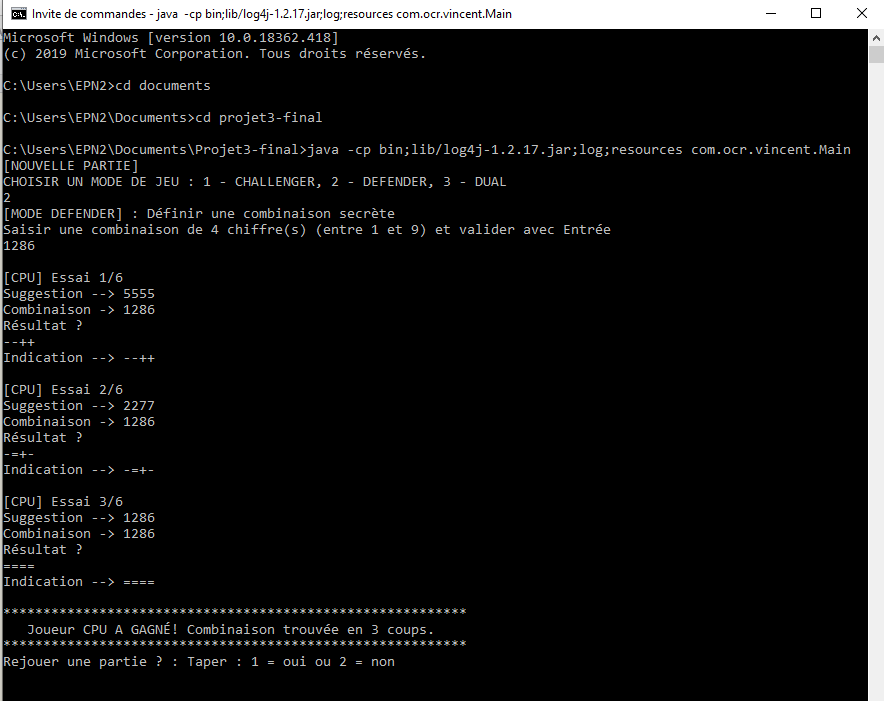 Invite de commandes - java -cp bin;lib/log4j-1.2.17.jar;log;resources com.ocr.vincent.Main
Microsoft Windows [version 10.0.18362.418]
(c) 2019 Microsoft Corporation. Tous droits réservés.
C:\Users\EPN2>cd documents
C:\Users\EPN2\Documents>cd projet3-final
C:\Users\EPN2\Documents\Projet3-final>java -cp bin;lib/log4j-1.2.17.jar;log;resources com.ocr.vincent.Main
[NOUVELLE PARTIE]
CHOISIR UN MODE DE JEU : 1 - CHALLENGER, 2 - DEFENDER, 3 - DUAL
2
[MODE DEFENDER] : Définir une combinaison secrète
Saisir une combinaison de 4 chiffre(s) (entre 1 et 9) et valider avec Entrée
1286
[CPU] Essai 1/6
Suggestion --> 5555
Combinaison -> 1286
Résultat ?
--++
Indication --> --++
[CPU] Essai 2/6
Suggestion --> 2277
Combinaison -> 1286
Résultat ?
-=+-
Indication --> -=+-
[CPU] Essai 3/6
Suggestion --> 1286
Combinaison -> 1286
Résultat ?
====
Indication --> ====
**********************************************************
Joueur CPU A GAGNÉ! Combinaison trouvée en 3 coups.
**********************************************************
Rejouer une partie ? : Taper : 1 = oui ou 2 = non